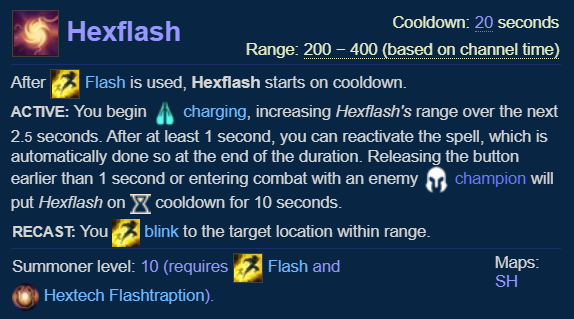 Hexflash
Cooldown: 20 seconds
Range: 200 − 400 (based on channel time)
After Flash is used, Hexflash starts on cooldown.
ACTIVE: You begin charging, increasing Hexflash's range over the next
2.5 seconds. After at least 1 second, you can reactivate the spell, which is
automatically done so at the end of the duration. Releasing the button
earlier than 1 second or entering combat with an enemy champion will
put Hexflash on cooldown for 10 seconds.
RECAST: You blink to the target location within range.
Summoner level: 10 (requires Flash and
Hextech Flashtraption).
Maps:
SH